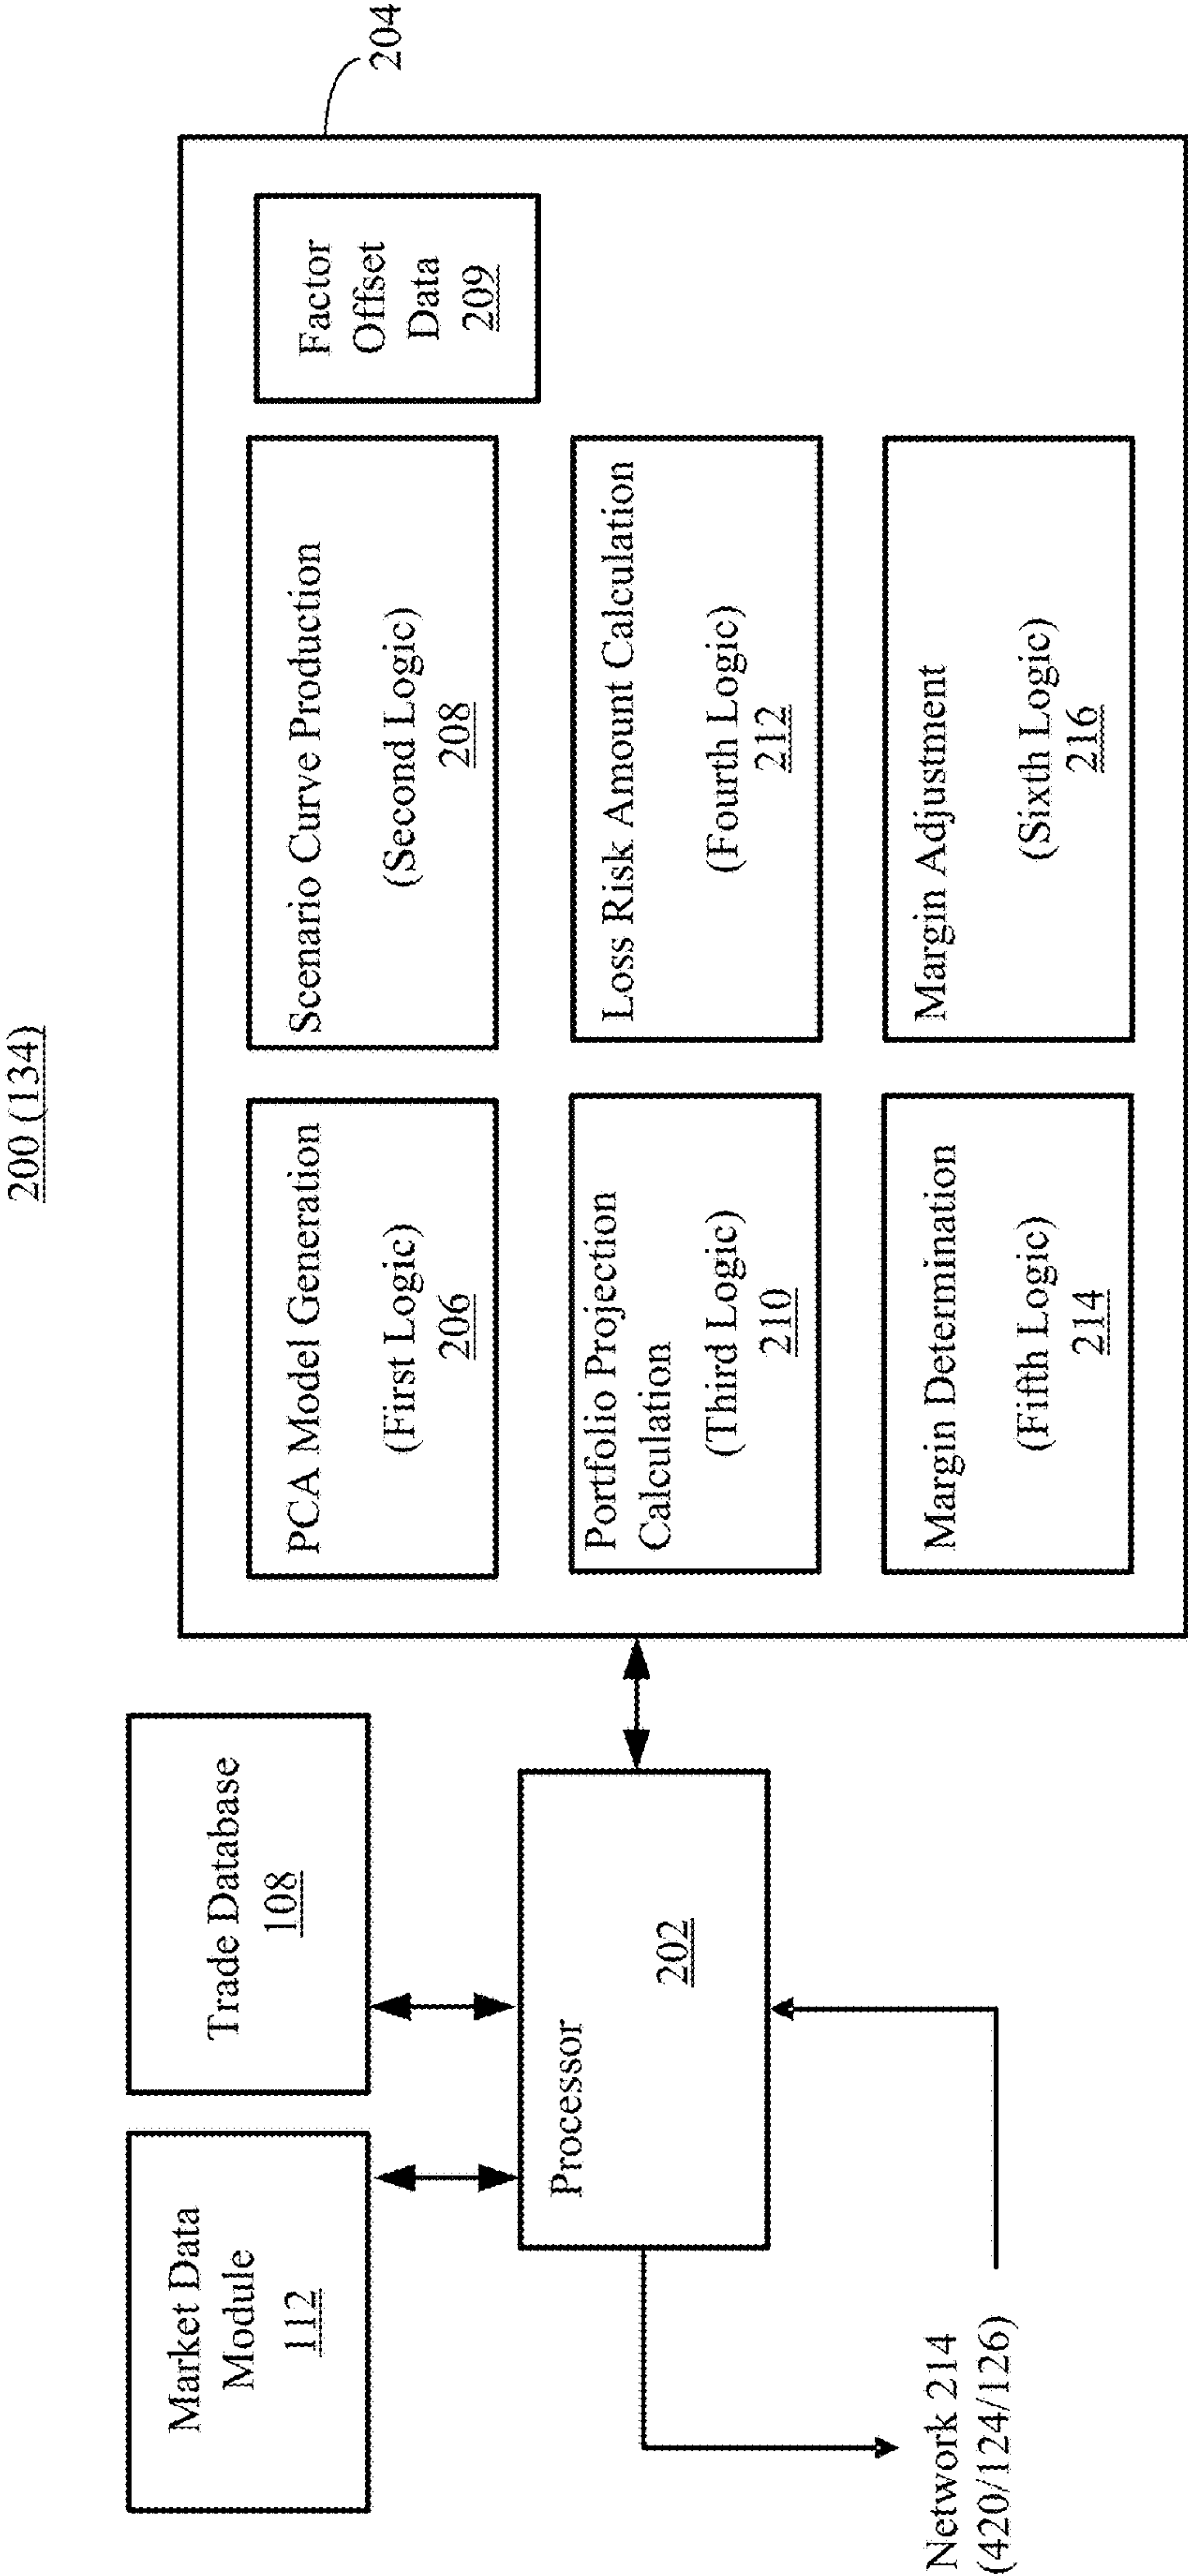 200 (134)
Market Data
Module
112
Trade Database
108
Processor
202
Network 214
(420/124/126)
204
PCA Model Generation
(First Logic)
206
Scenario Curve Production
(Second Logic)
208
Factor
Offset
Data
209
Portfolio Projection
Calculation
(Third Logic)
210
Loss Risk Amount Calculation
(Fourth Logic)
212
Margin Determination
(Fifth Logic)
214
Margin Adjustment
(Sixth Logic)
216